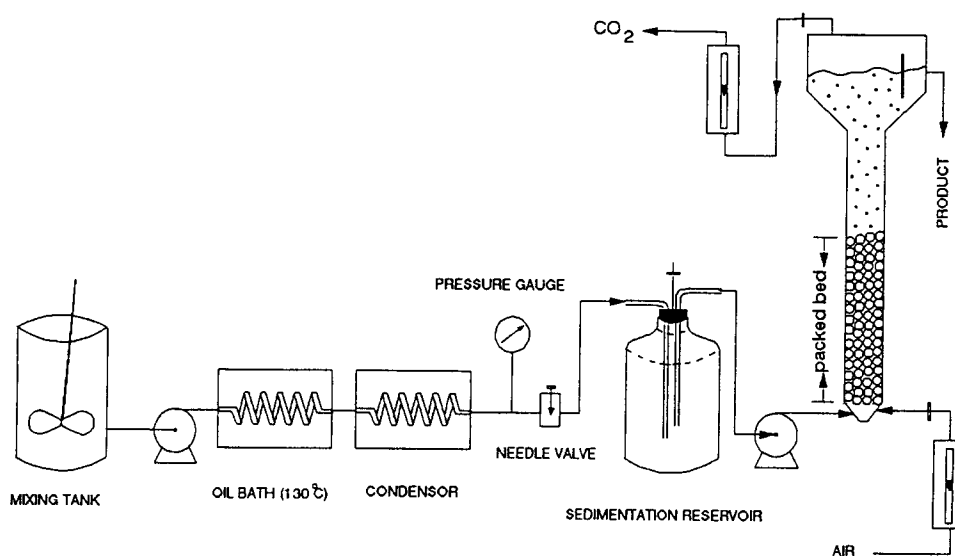 CO2
PRODUCT
packed bed
PRESSURE GAUGE
NEEDLE VALVE
MIXING TANK
OIL BATH (130°C)
CONDENSOR
SEDIMENTATION RESERVOIR
AIR